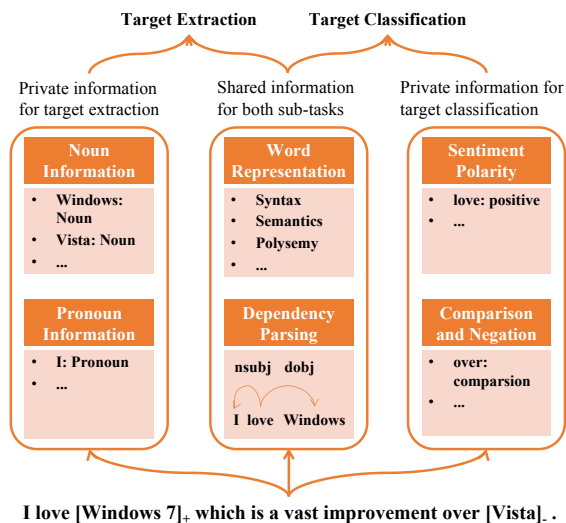 Target Extraction
Target Classification
Private information
for target extraction
Shared information
for both sub-tasks
Private information for
target classification
Noun
Information
• Windows:
Noun
• Vista: Noun
• ...
Pronoun
Information
• I: Pronoun
• ...
Word
Representation
• Syntax
• Semantics
• Polysemy
• ...
Dependency
Parsing
nsubj dobj
I love Windows
Sentiment
Polarity
• love: positive
• ...
Comparison
and Negation
• over:
comparsion
• ...
I love [Windows 7]₊ which is a vast improvement over [Vista]₋ .